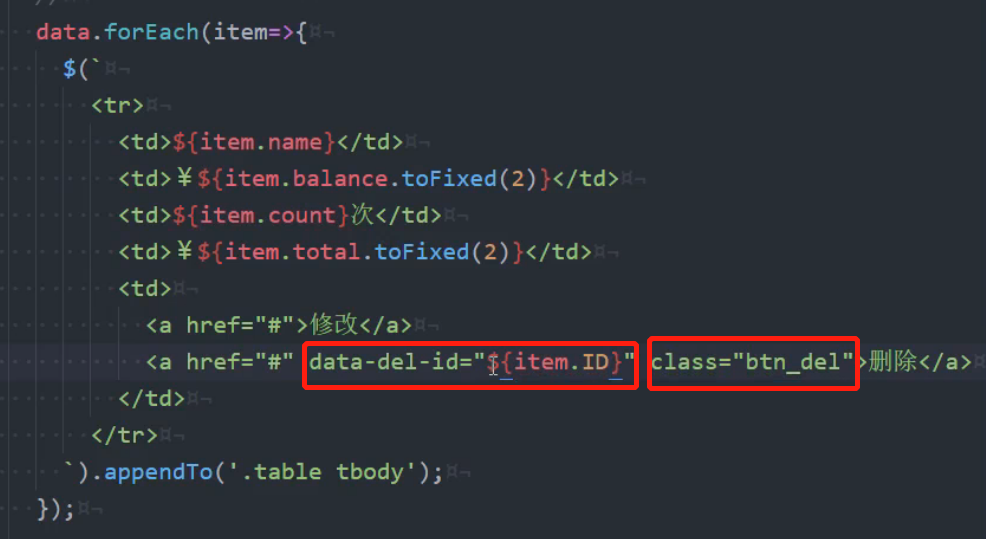 //
data.forEach(item=>{
$(`
<tr>
<td>${item.name}</td>
<td>¥${item.balance.toFixed(2)}</td>
<td>${item.count}次</td>
<td>¥${item.total.toFixed(2)}</td>
<td>
<a href="#">修改</a>
<a href="#" data-del-id="${item.ID}" class="btn_del">删除</a>
</td>
</tr>
`).appendTo('.table tbody');
});